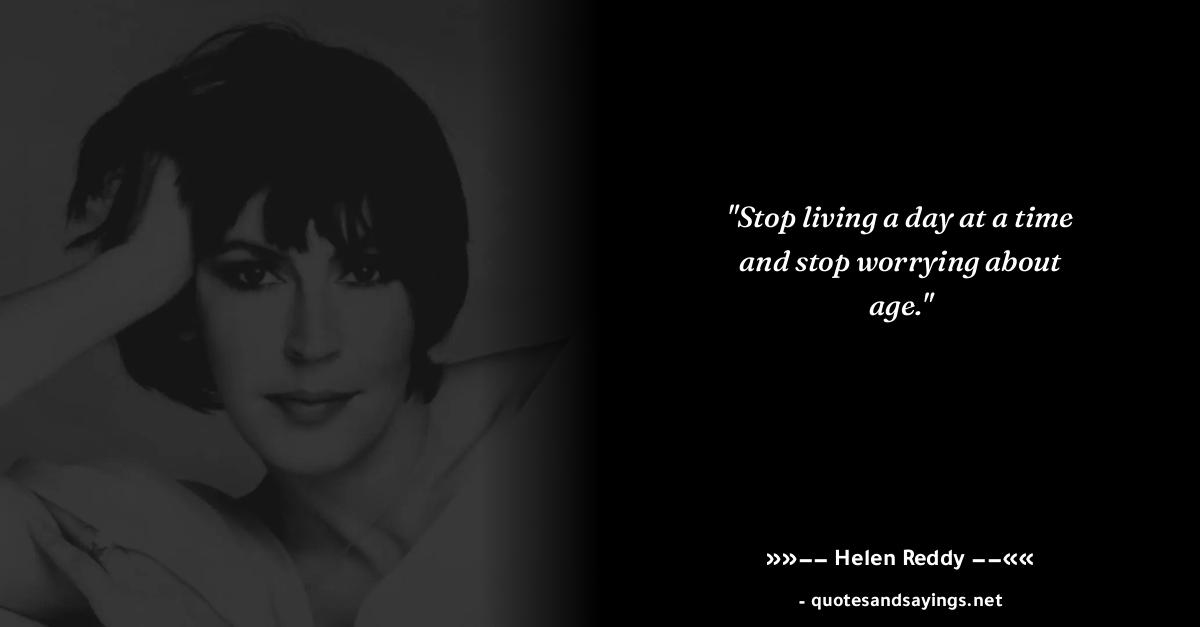 "Stop living a day at a time
and stop worrying about
age."
»»−− Helen Reddy −−««
- quotesandsayings.net